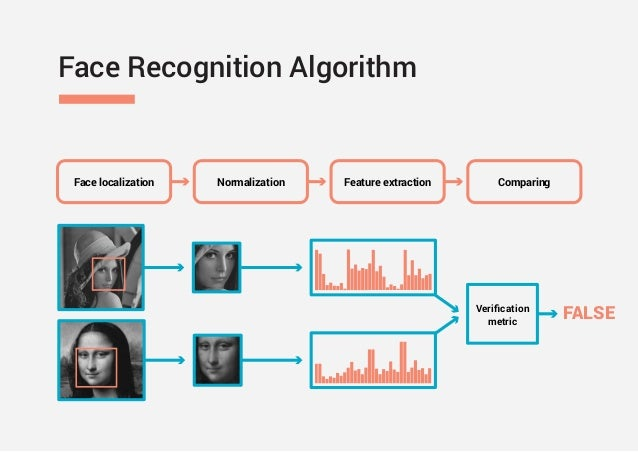 Face Recognition Algorithm
Face localization
Normalization
Feature extraction
Comparing
Verification
metric
FALSE